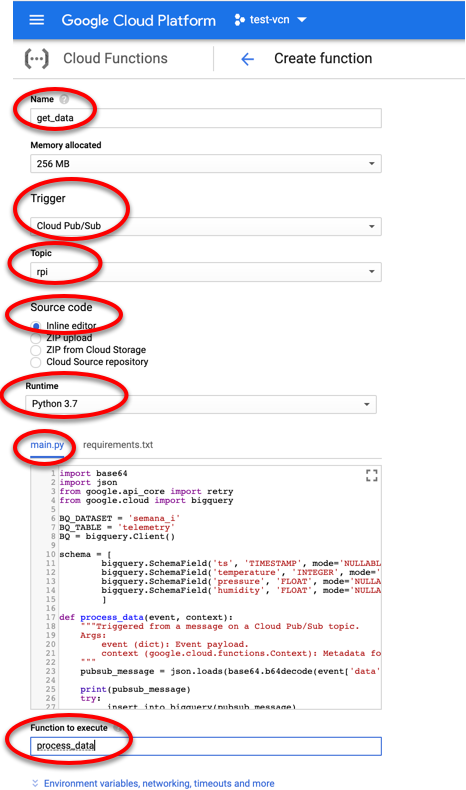 Google Cloud Platform test-vcn
Cloud Functions Create function
Name
get_data
Memory allocated
256 MB
Trigger
Cloud Pub/Sub
Topic
rpi
Source code
Inline editor
ZIP upload
ZIP from Cloud Storage
Cloud Source repository
Runtime
Python 3.7
main.py requirements.txt
1 import base64
2 import json
3 from google.api_core import retry
4 from google.cloud import bigquery
5
6 BQ_DATASET = 'semana_i'
7 BQ_TABLE = 'telemetry'
8 BQ = bigquery.Client()
9
10 schema = [
11 bigquery.SchemaField('ts', 'TIMESTAMP', mode='NULLABL
12 bigquery.SchemaField('temperature', 'INTEGER', mode='
13 bigquery.SchemaField('pressure', 'FLOAT', mode='NULLA
14 bigquery.SchemaField('humidity', 'FLOAT', mode='NULLA
15 ]
16
17 def process_data(event, context):
18 """Triggered from a message on a Cloud Pub/Sub topic.
19 Args:
20 event (dict): Event payload.
21 context (google.cloud.functions.Context): Metadata fo
22 """
23 pubsub_message = json.loads(base64.b64decode(event['data'
24
25 print(pubsub_message)
26 try:
27 insert_into_bigquery(pubsub_message)
Function to execute
process_data
Environment variables, networking, timeouts and more